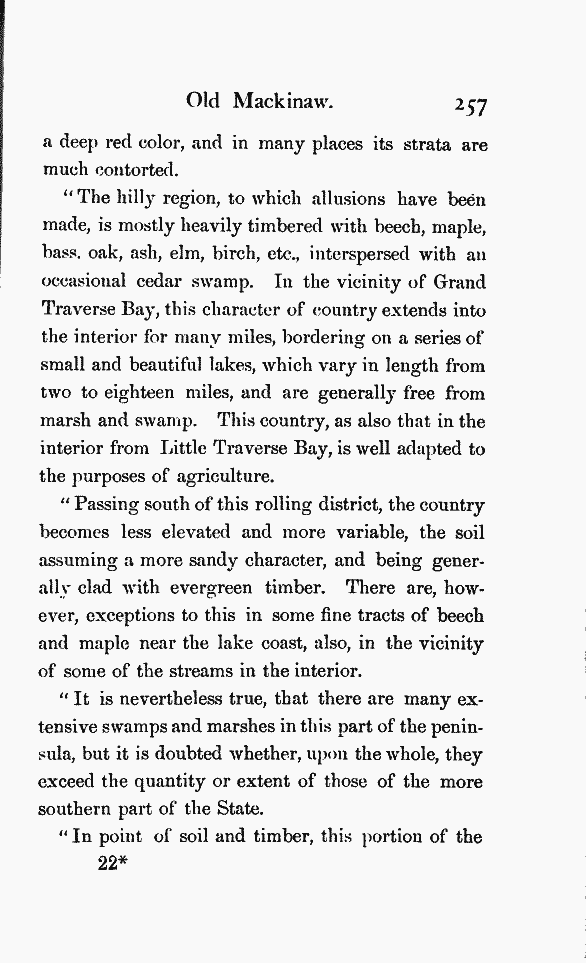 Old Mackinaw. 257
a deep red color, and in many places its strata are
much contorted.
"The hilly region, to which allusions have been
made, is mostly heavily timbered with beech, maple,
bass. oak, ash, elm, birch, etc., interspersed with an
occasional cedar swamp. In the vicinity of Grand
Traverse Bay, this character of country extends into
the interior for many miles, bordering on a series of
small and beautiful lakes, which vary in length from
two to eighteen miles, and are generally free from
marsh and swamp. This country, as also that in the
interior from Little Traverse Bay, is well adapted to
the purposes of agriculture.
"Passing south of this rolling district, the country
becomes less elevated and more variable, the soil
assuming a more sandy character, and being gener-
ally clad with evergreen timber. There are, how-
ever, exceptions to this in some fine tracts of beech
and maple near the lake coast, also, in the vicinity
of some of the streams in the interior.
"It is nevertheless true, that there are many ex-
tensive swamps and marshes in this part of the penin-
sula, but it is doubted whether, upon the whole, they
exceed the quantity or extent of those of the more
southern part of the State.
"In point of soil and timber, this portion of the
22*